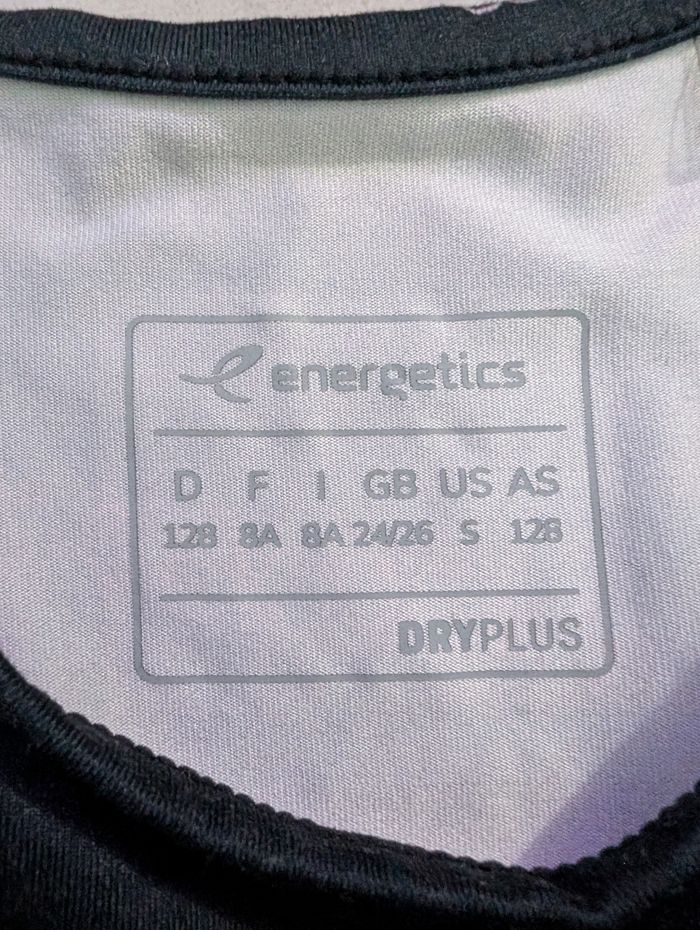 energetics
D F I GB US AS
128 8A 8A 24/26 S 128
DRYPLUS